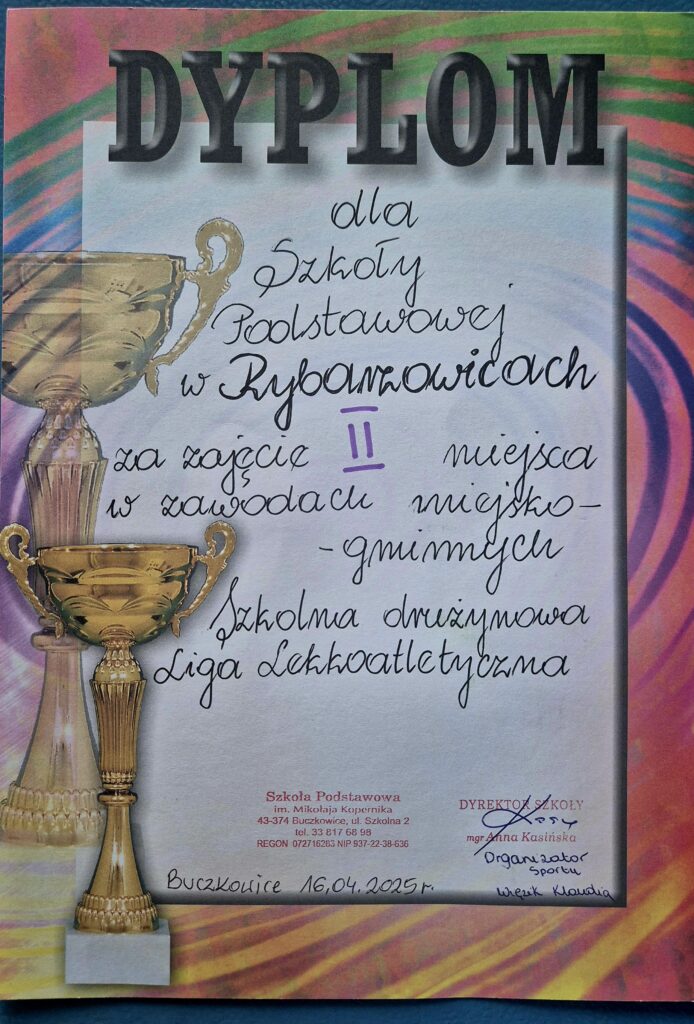 DYPLOM
dla
Szkoły
Podstawowej
w Rybarzowicach
za zajęcie II miejsca
w zawodach miejsko-
-gminnych
Szkolna drużynowa
Liga Lekkoatletyczna
Szkoła Podstawowa
im. Mikołaja Kopernika
43-374 Buczkowice, ul. Szkolna 2
tel. 33 817 68 98
REGON 072716263 NIP 937-22-38-636
DYREKTOR SZKOŁY
mgr Anna Kasińska
Organizator
Sportu
Klaudia
Buczkowice 16,04.2025r.